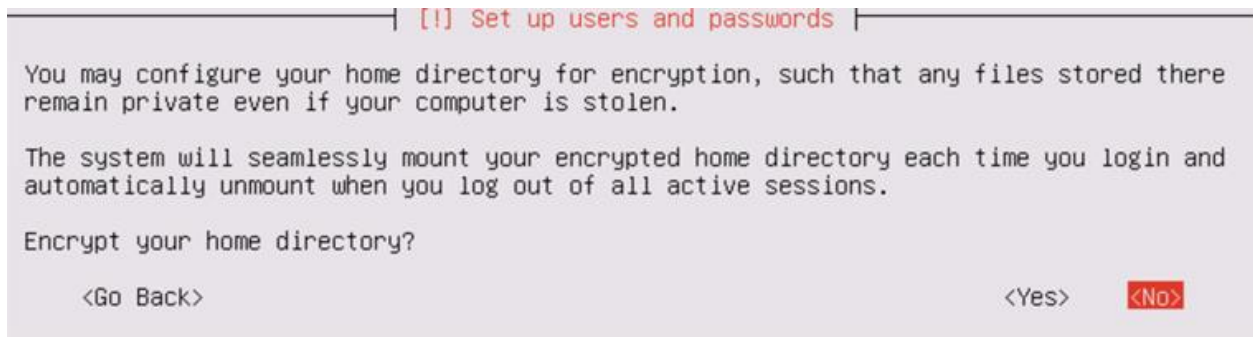 [!] Set up users and passwords
You may configure your home directory for encryption, such that any files stored there
remain private even if your computer is stolen.
The system will seamlessly mount your encrypted home directory each time you login and
automatically unmount when you log out of all active sessions.
Encrypt your home directory?
<Go Back> <Yes> <No>